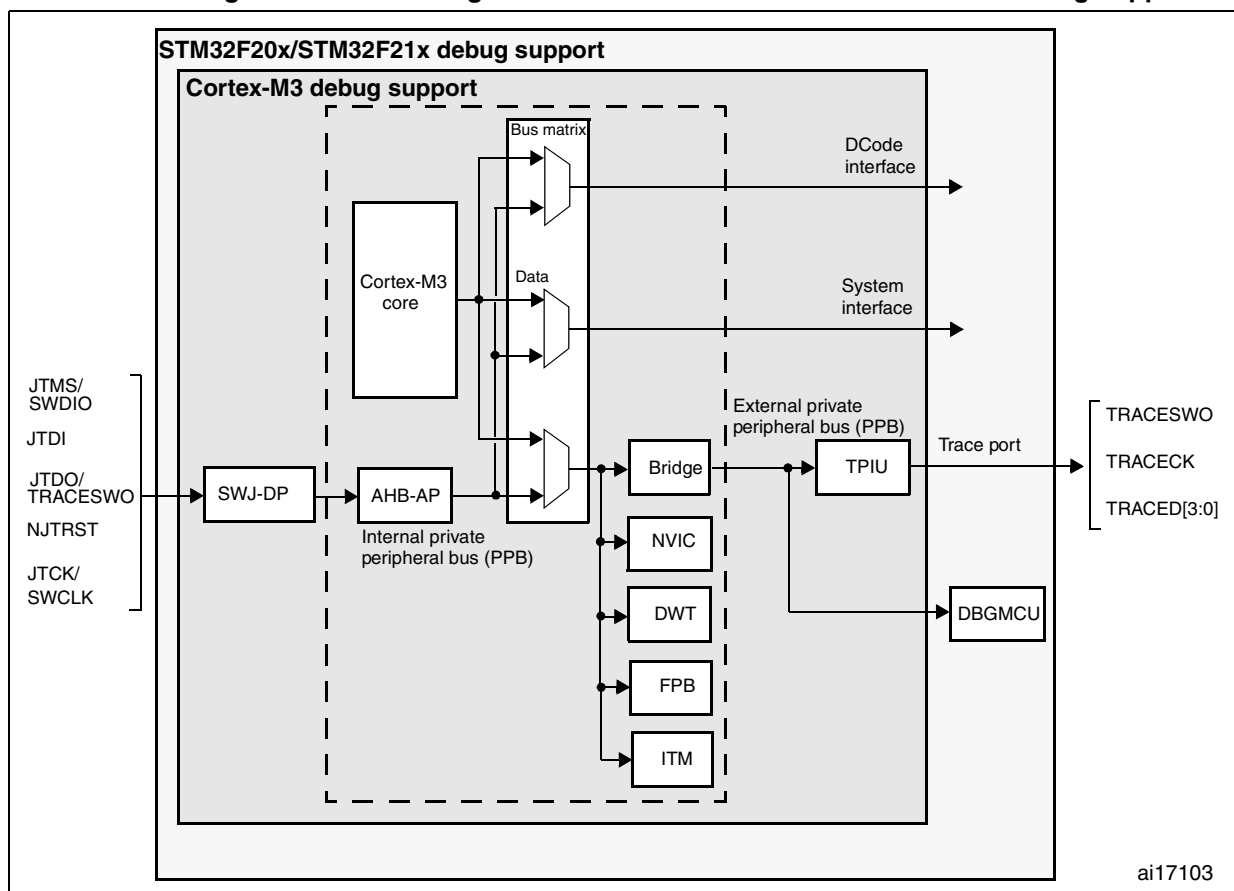 STM32F20x/STM32F21x debug support
Cortex-M3 debug support
Bus matrix
DCode
interface
Cortex-M3
core
Data
System
interface
JTMS/
SWDIO
JTDI
JTDO/
TRACESWO
NJTRST
JTCK/
SWCLK
SWJ-DP
AHB-AP
Internal private
peripheral bus (PPB)
External private
peripheral bus (PPB)
Bridge
TPIU
Trace port
TRACESWO
TRACECK
TRACED[3:0]
NVIC
DWT
DBGMCU
FPB
ITM
ai17103